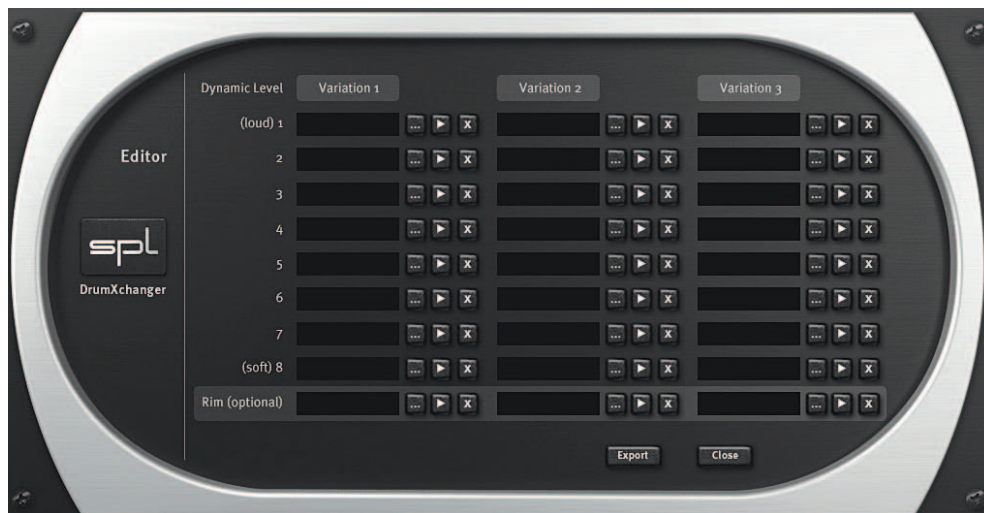 Dynamic Level Variation 1 Variation 2 Variation 3
(loud) 1 ... x ... x ... x
Editor
2 ... x ... x ... x
3 ... x ... x ... x
4 ... x ... x ... x
spl
5 ... x ... x ... x
DrumXchanger
6 ... x ... x ... x
7 ... x ... x ... x
(soft) 8 ... x ... x ... x
Rim (optional) ... x ... x ... x
Export Close